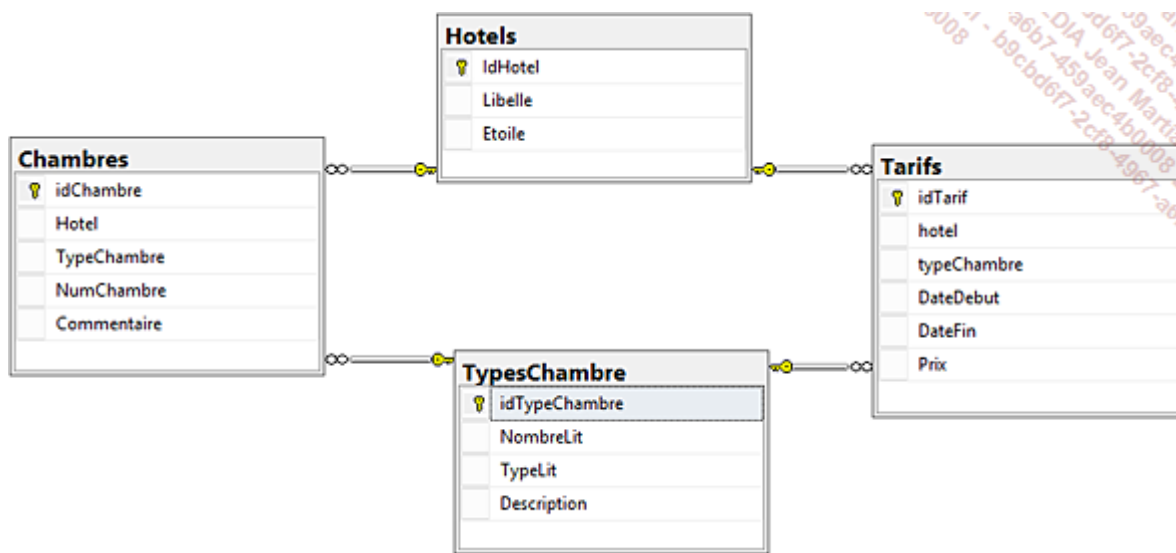 Hotels
IdHotel
Libelle
Etoile
Chambres
idChambre
Hotel
TypeChambre
NumChambre
Commentaire
Tarifs
idTarif
hotel
typeChambre
DateDebut
DateFin
Prix
TypesChambre
idTypeChambre
NombreLit
TypeLit
Description